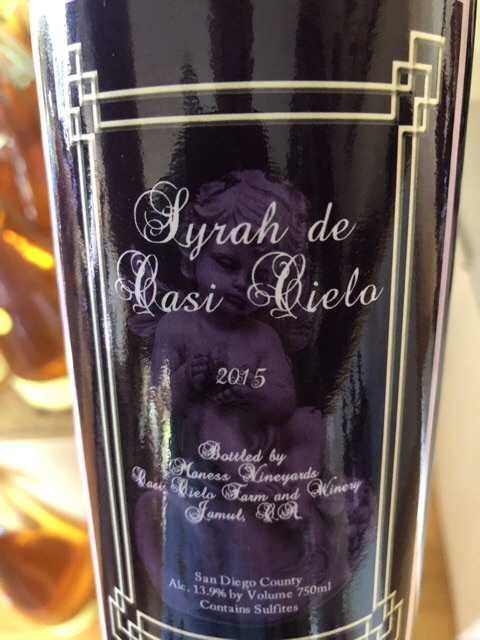 Syrah de
Casi Cielo
2015
Bottled by
Maness Vineyards
Casi Cielo Farm and Winery
Jamul, CA
San Diego County
Alc. 13.9% by Volume 750ml
Contains Sulfites